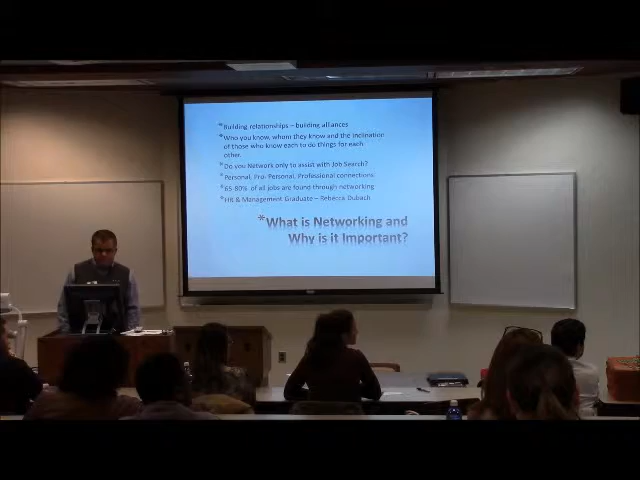 *Building relationships – building alliances
*Who you know, whom they know and the inclination
of those who know each to do things for each
other.
*Do you Network only to assist with Job Search?
*Personal, Pro- Personal, Professional connections
*65-80% of all jobs are found through networking
*HR & Management Graduate – Rebecca Dubach
*What is Networking and
Why is it Important?